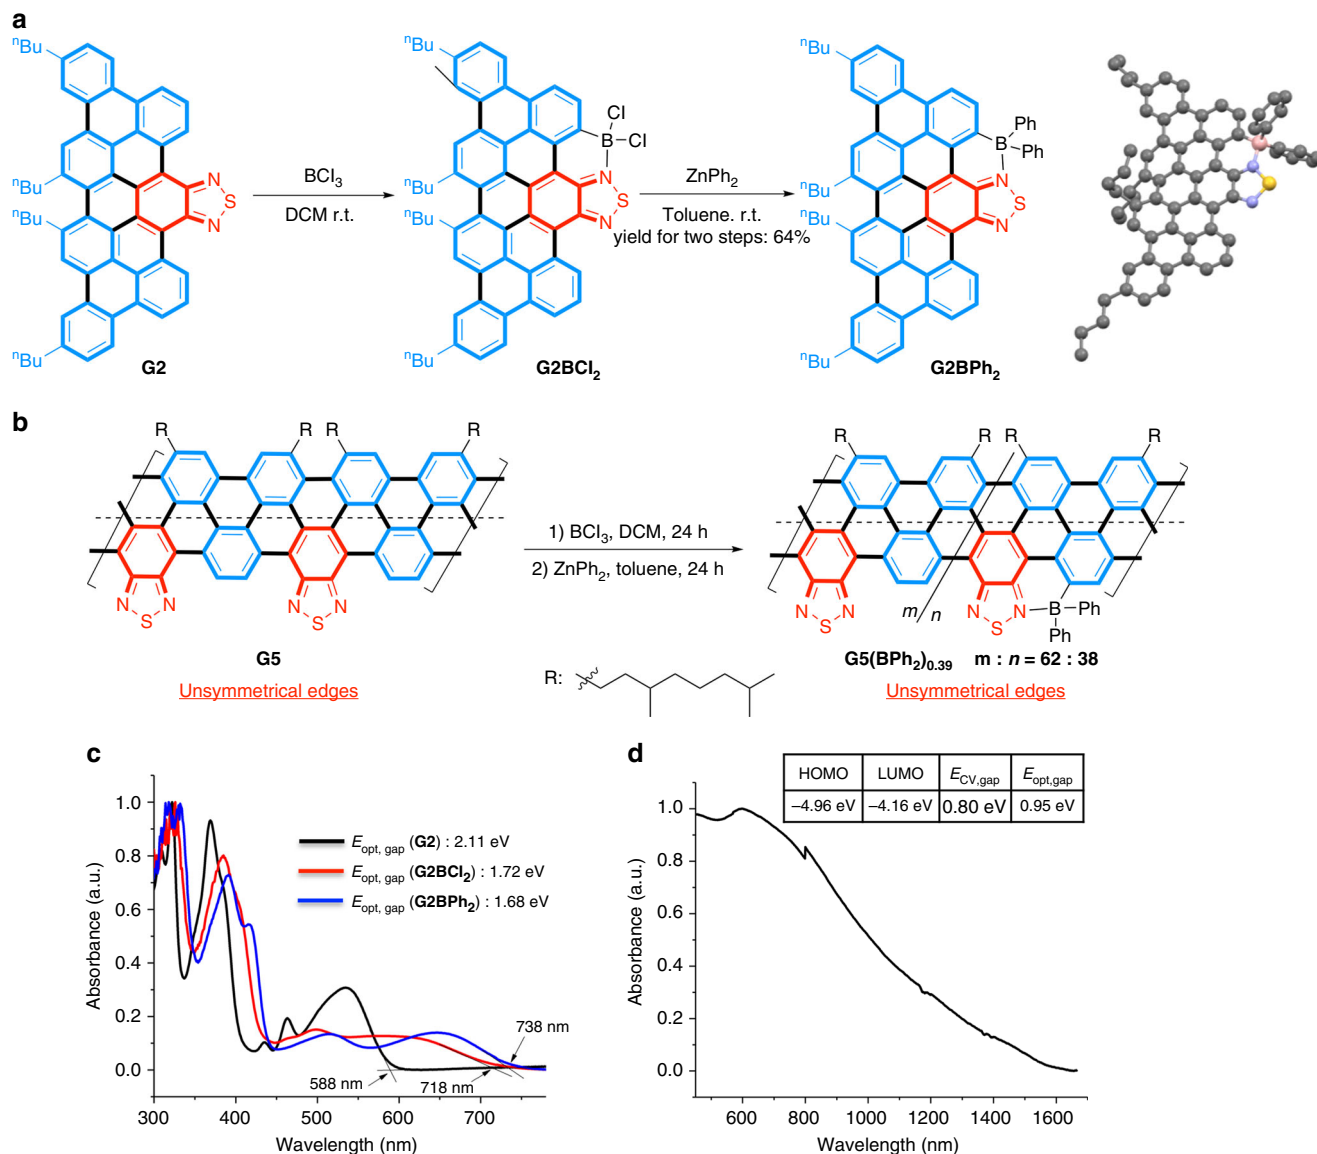 a
nBu
nBu
nBu
nBu
N
S
N
G2
BCl3
DCM r.t.
nBu
nBu
nBu
nBu
Cl
B
Cl
N
S
N
G2BCl2
ZnPh2
Toluene. r.t.
yield for two steps: 64%
nBu
nBu
nBu
nBu
Ph
B
Ph
N
S
N
G2BPh2
b
R
R
R
R
N
N
S
N
N
S
G5
Unsymmetrical edges
1) BCl3, DCM, 24 h
2) ZnPh2, toluene, 24 h
R:
R
R
R
R
N
N
S
m/n
N
N
S
B
Ph
Ph
G5(BPh2)0.39 m : n = 62 : 38
Unsymmetrical edges
c
Absorbance (a.u.)
1.0
0.8
0.6
0.4
0.2
0.0
Eopt, gap (G2) : 2.11 eV
Eopt, gap (G2BCl2) : 1.72 eV
Eopt, gap (G2BPh2) : 1.68 eV
738 nm
588 nm
718 nm
300 400 500 600 700
Wavelength (nm)
d
HOMO LUMO ECV,gap Eopt,gap
–4.96 eV –4.16 eV 0.80 eV 0.95 eV
Absorbance (a.u.)
1.0
0.8
0.6
0.4
0.2
0.0
600 800 1000 1200 1400 1600
Wavelength (nm)